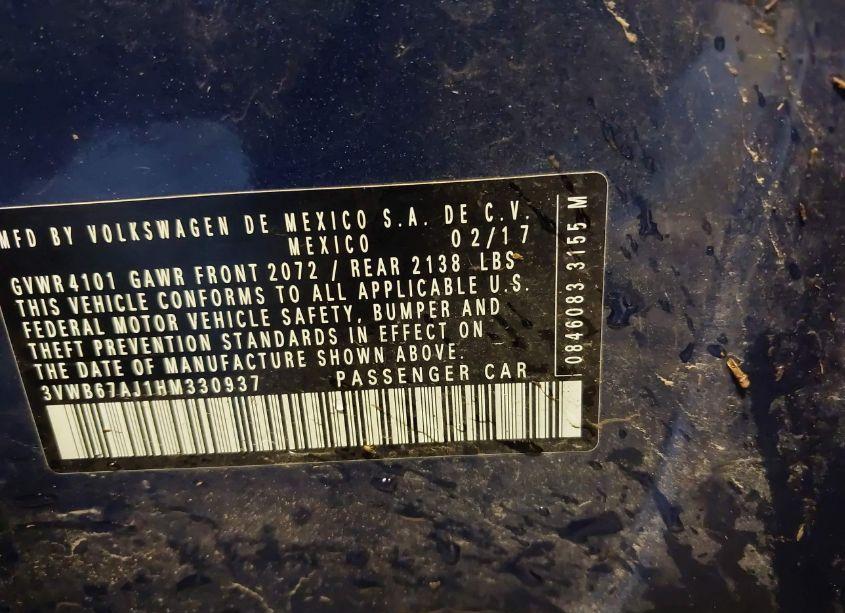 MFD BY VOLKSWAGEN DE MEXICO S.A. DE C.V.
MEXICO 02/17
GVWR4101 GAWR FRONT 2072 / REAR 2138 LBS
THIS VEHICLE CONFORMS TO ALL APPLICABLE U.S.
FEDERAL MOTOR VEHICLE SAFETY, BUMPER AND
THEFT PREVENTION STANDARDS IN EFFECT ON
THE DATE OF MANUFACTURE SHOWN ABOVE.
3VWB67AJ1HM330937 PASSENGER CAR
0846083 3155 M